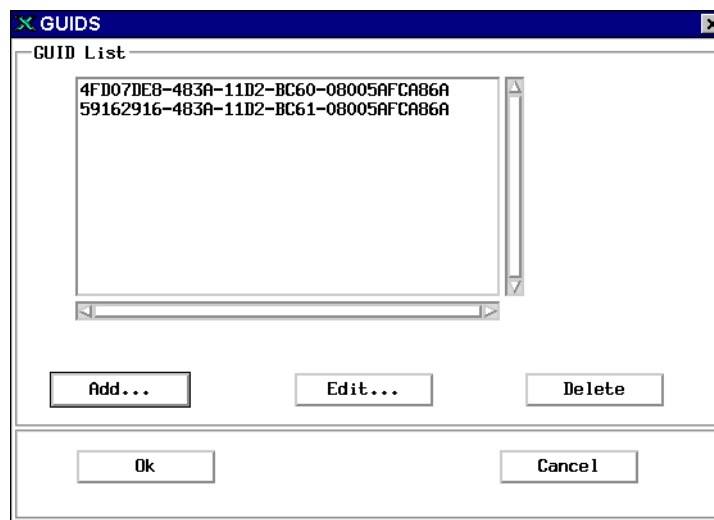 GUIDS
GUID List
4FD07DE8-483A-11D2-BC60-08005AFCA86A
59162916-483A-11D2-BC61-08005AFCA86A
Add... Edit... Delete
Ok Cancel